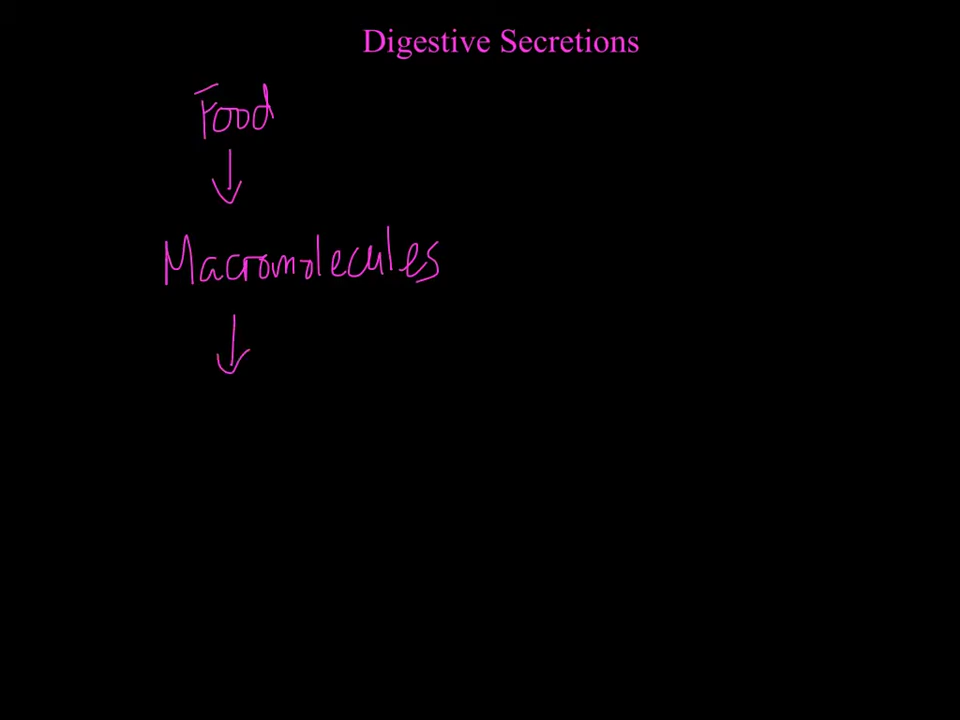 Digestive Secretions
Food
↓
Macromolecules
↓